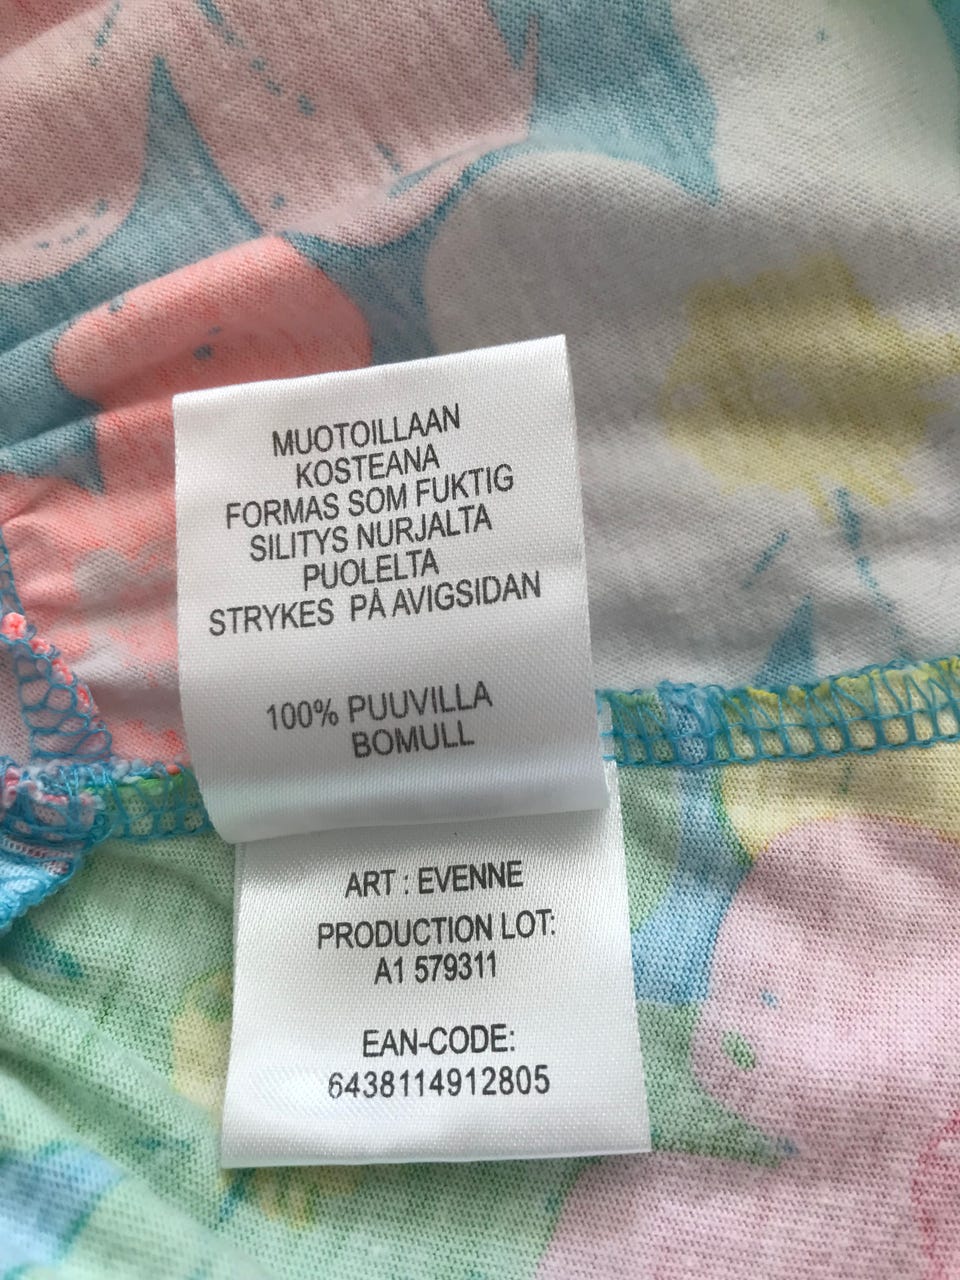 MUOTOILLAAN
KOSTEANA
FORMAS SOM FUKTIG
SILITYS NURJALTA
PUOLELTA
STRYKES PÅ AVIGSIDAN
100% PUUVILLA
BOMULL
ART : EVENNE
PRODUCTION LOT:
A1 579311
EAN-CODE:
6438114912805